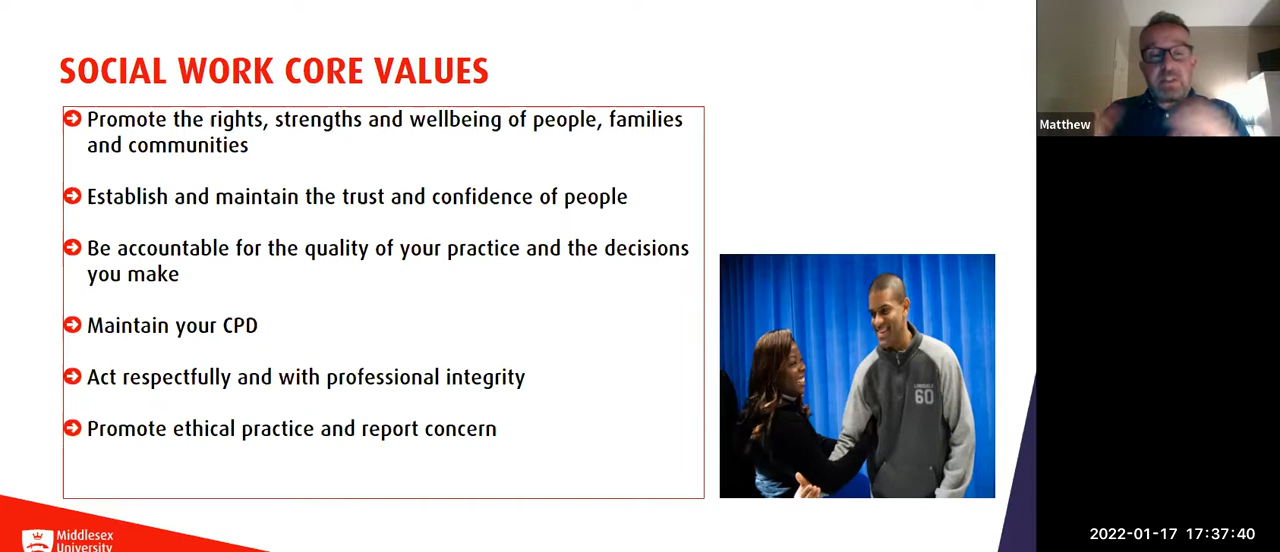 SOCIAL WORK CORE VALUES
Promote the rights, strengths and wellbeing of people, families
and communities
Establish and maintain the trust and confidence of people
Be accountable for the quality of your practice and the decisions
you make
Maintain your CPD
Act respectfully and with professional integrity
Promote ethical practice and report concern
60
Matthew
Middlesex
University
2022-01-17 17:37:40